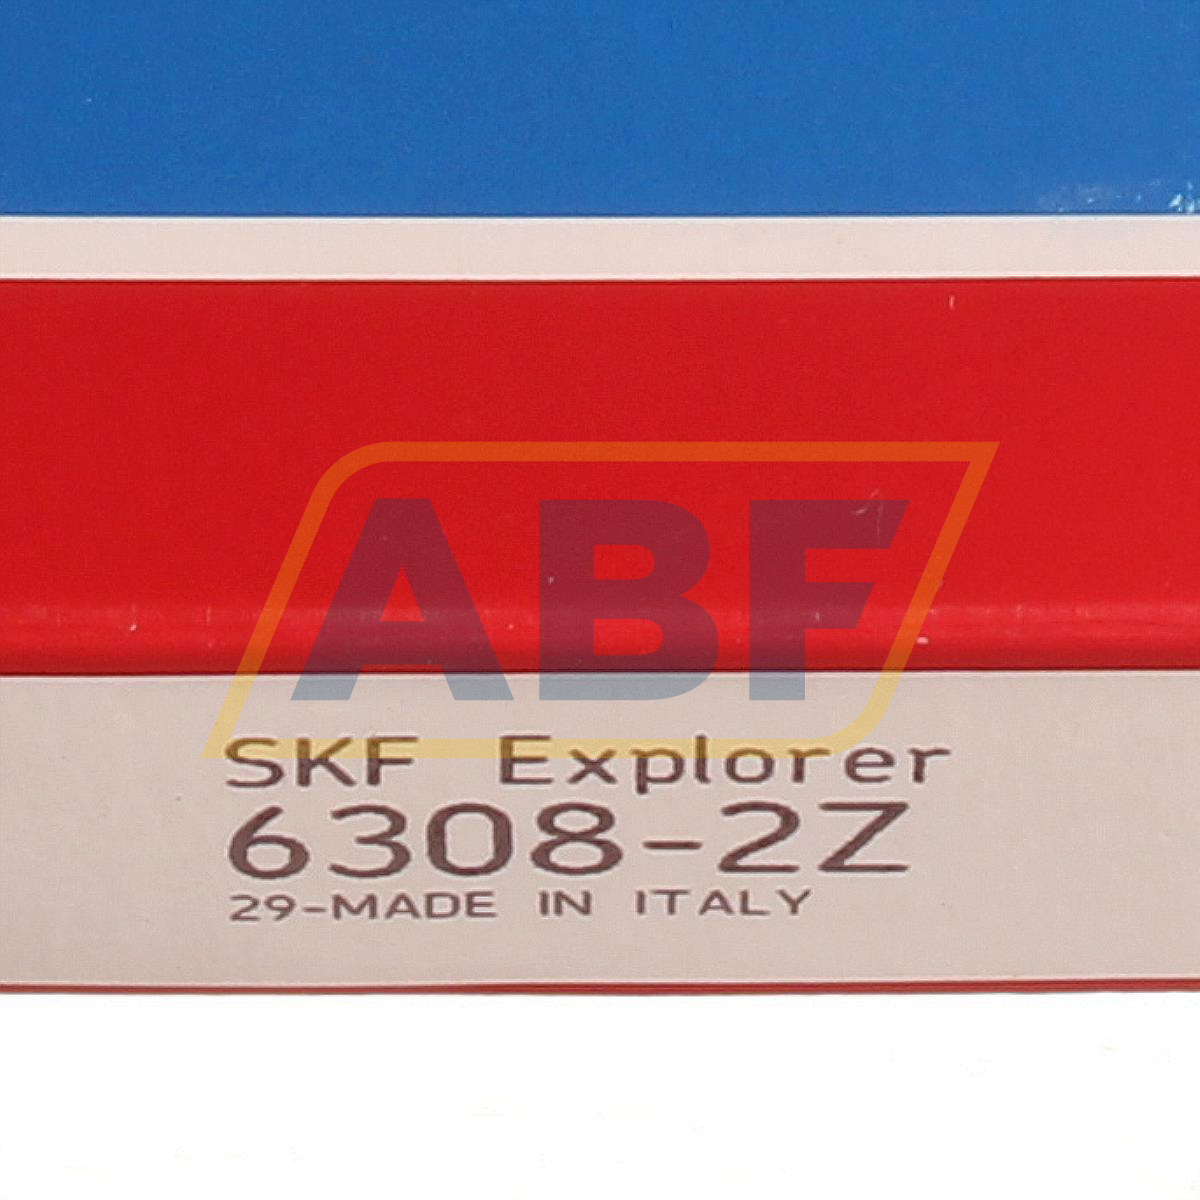 ABF
SKF Explorer
6308-2Z
29-MADE IN ITALY